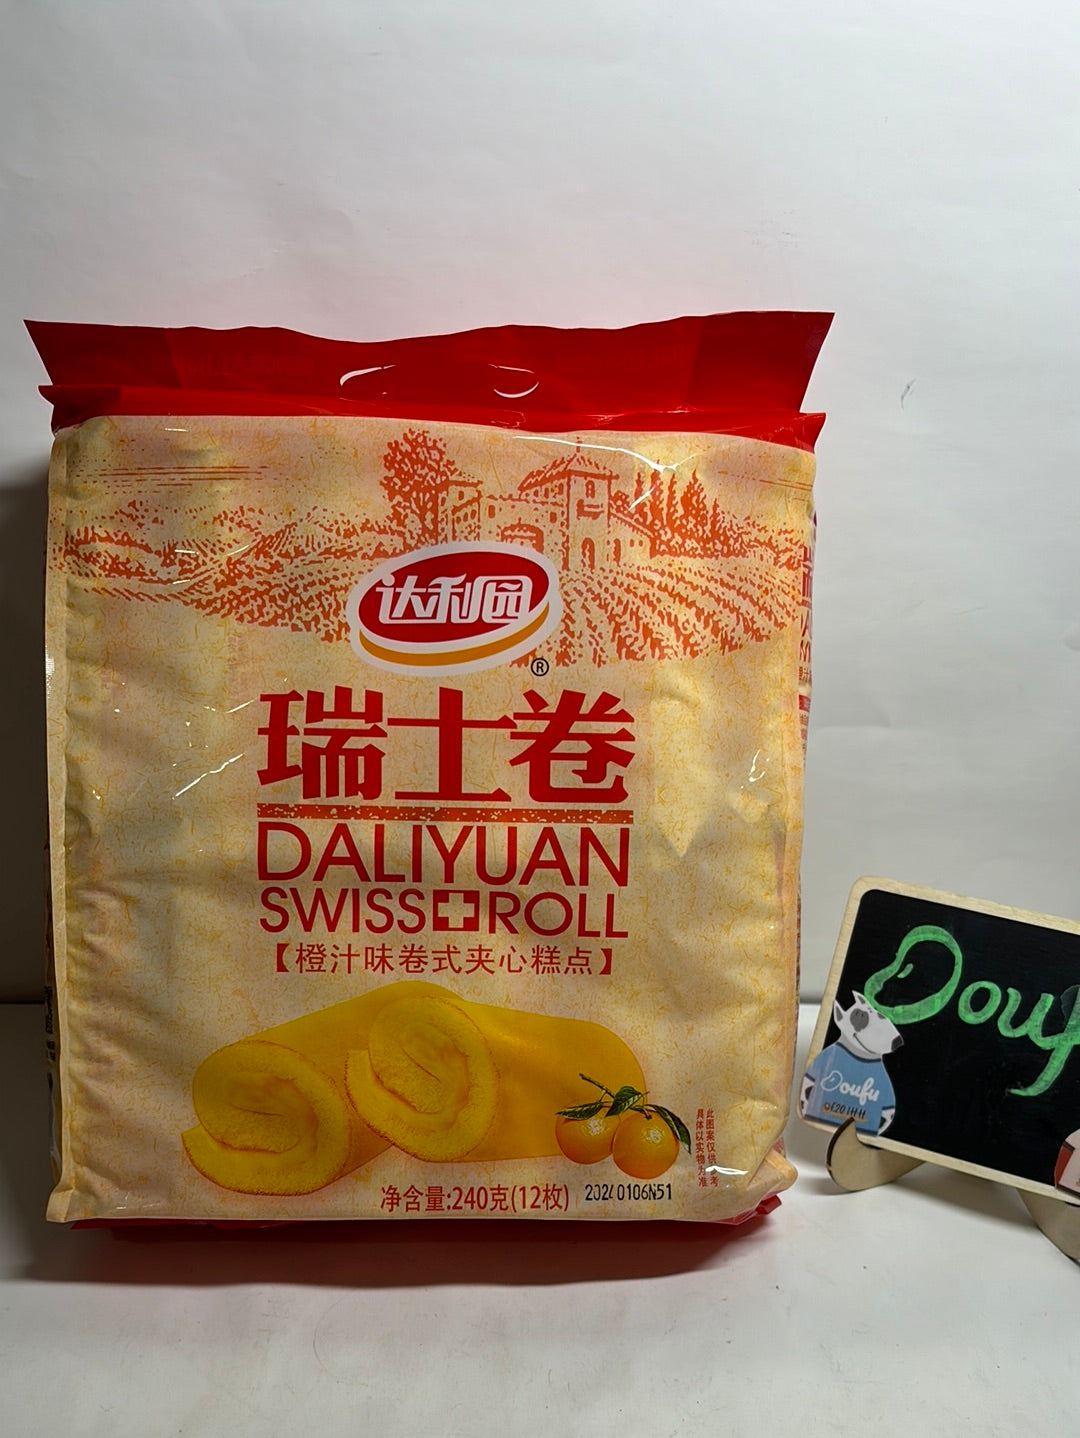 达利园
®
瑞士卷
DALIYUAN
SWISS ROLL
【橙汁味卷式夹心糕点】
此图案仅供参考
具体以实物为准
净含量:240克(12枚)
20240106N51
Douf
Doufu